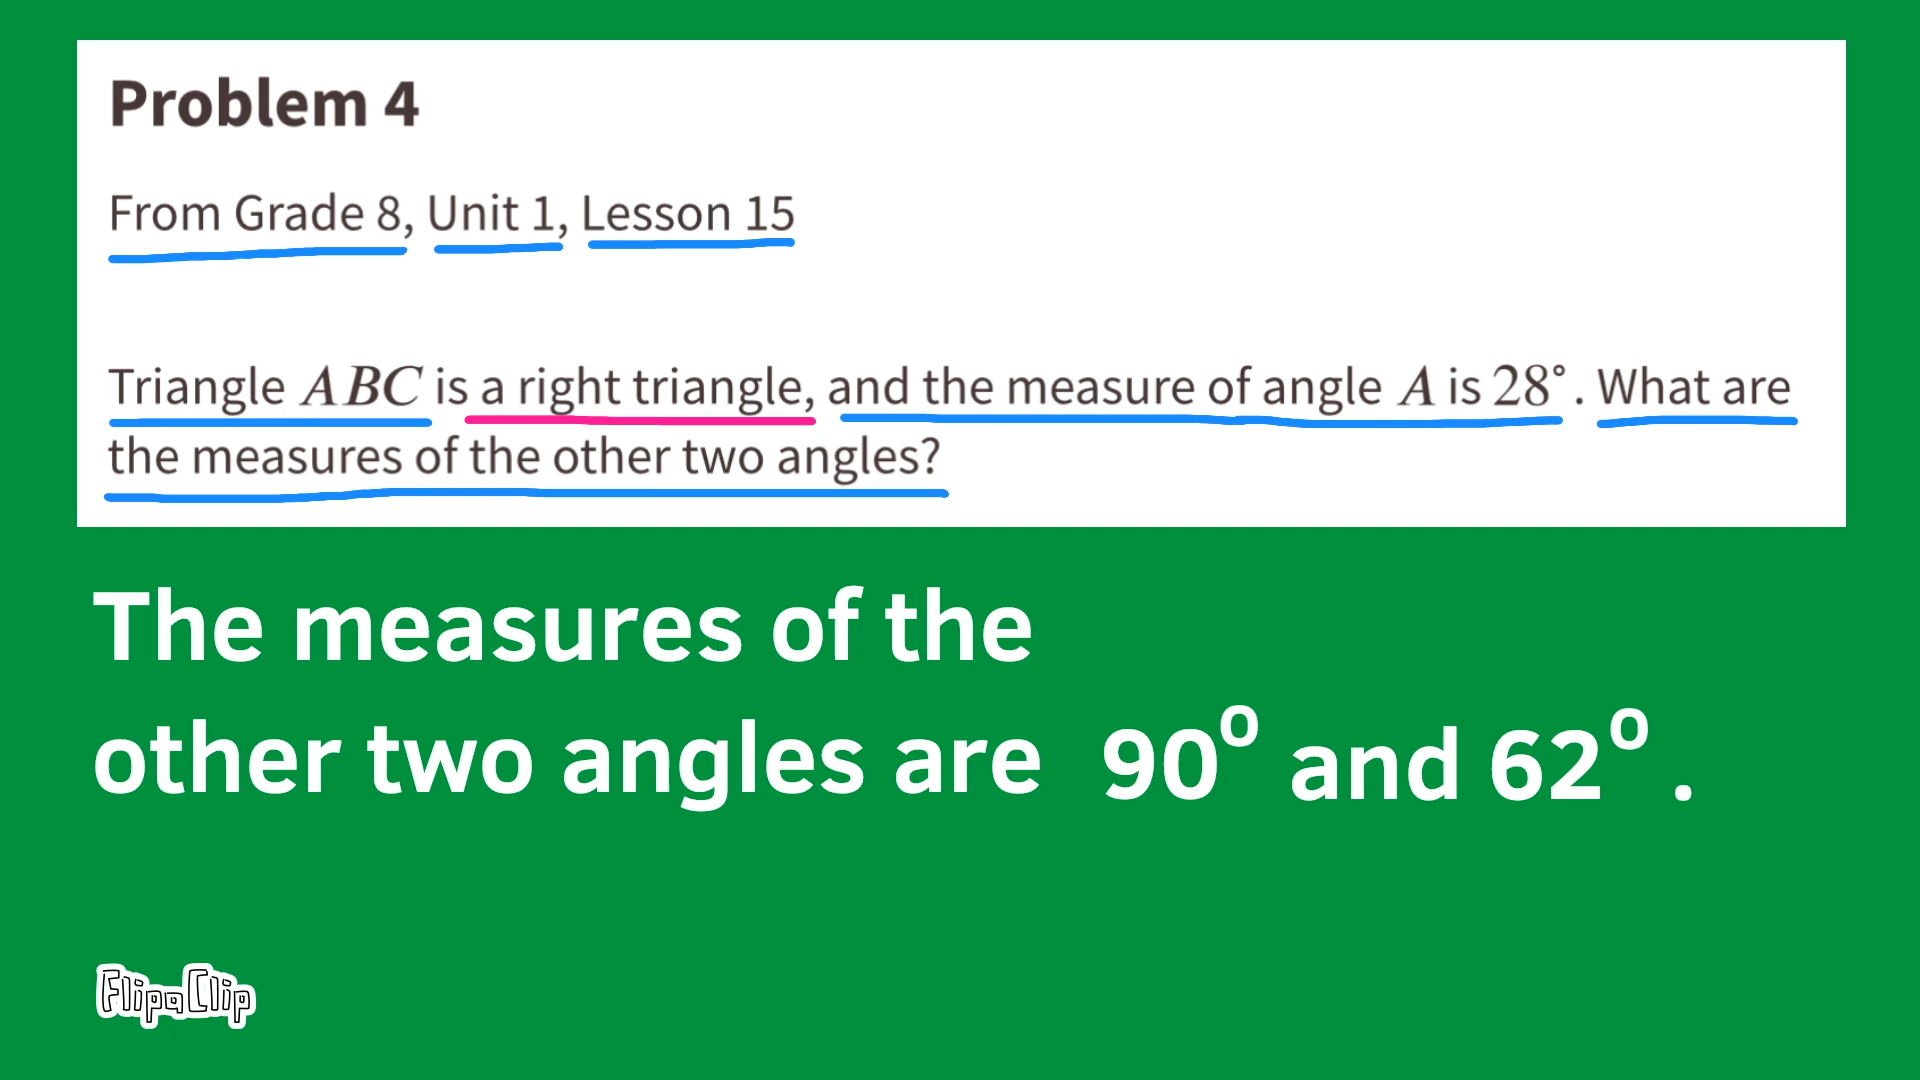 Problem 4
From Grade 8, Unit 1, Lesson 15
Triangle ABC is a right triangle, and the measure of angle A is 28°. What are
the measures of the other two angles?
The measures of the
other two angles are 90° and 62°.
FlipaClip